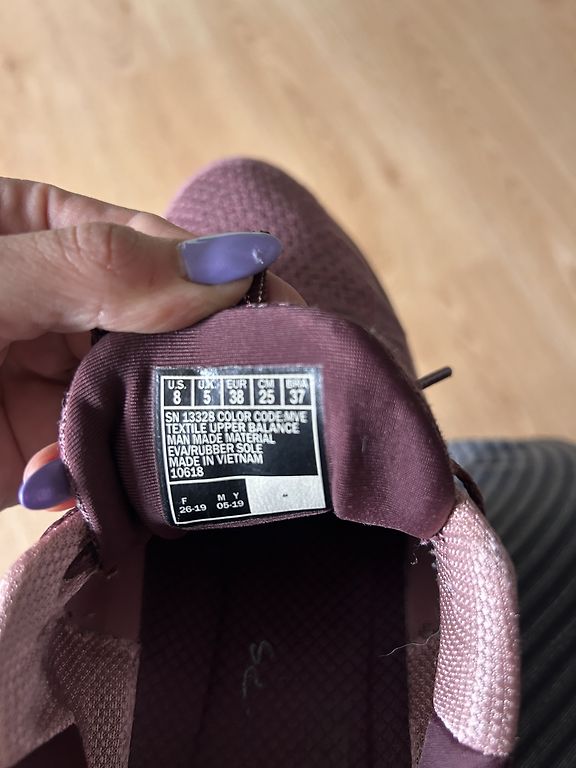 U.S. U.K. EUR CM BRA
8 5 38 25 37
SN 13328 COLOR CODE MVE
TEXTILE UPPER BALANCE
MAN MADE MATERIAL
EVA/RUBBER SOLE
MADE IN VIETNAM
10618
F M Y
26-19 05-19